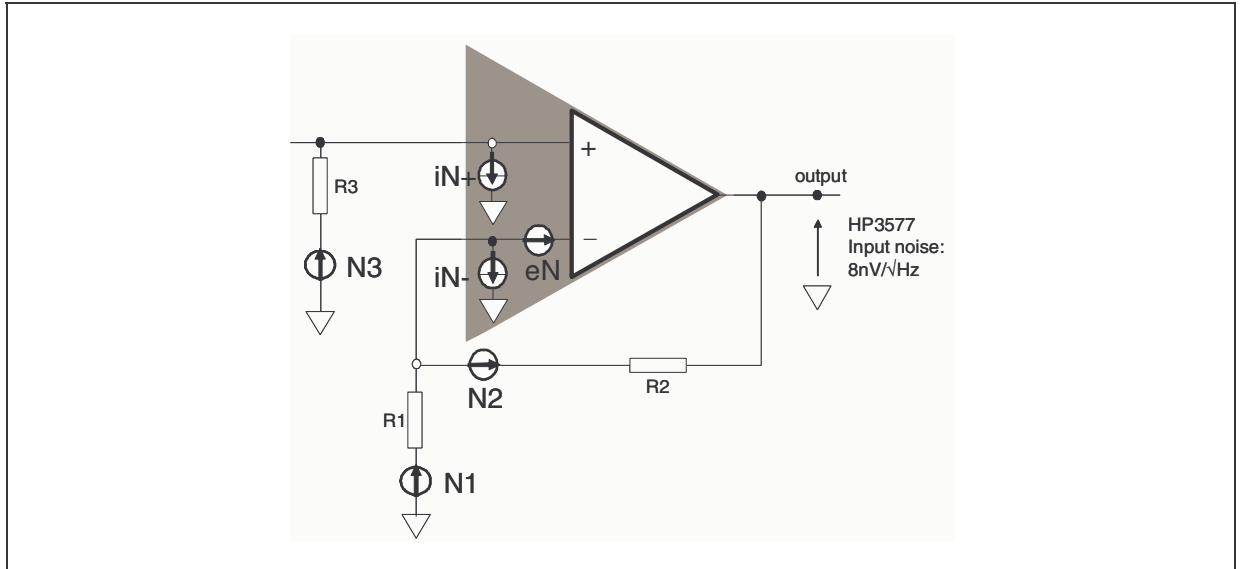 +
iN+
R3
output
HP3577
Input noise:
8nV/√Hz
N3
−
iN-
eN
N2
R2
R1
N1